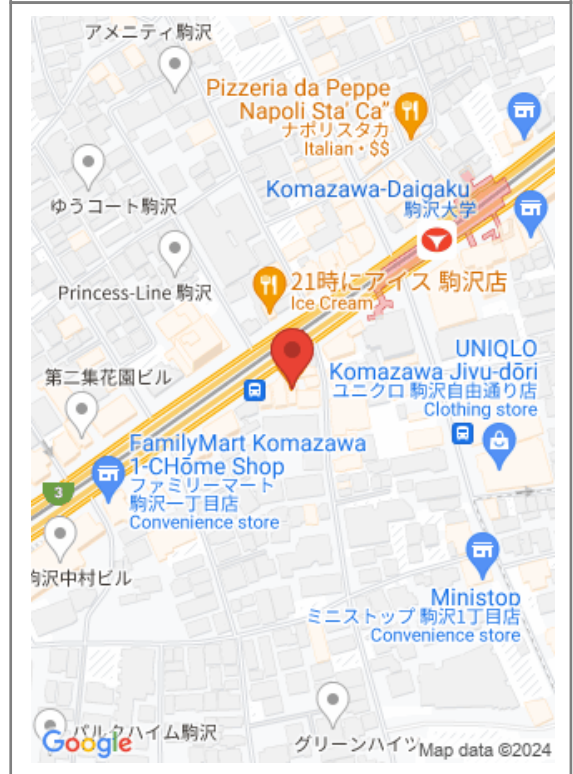 アメニティ駒沢
Pizzeria da Peppe
Napoli Sta' Ca”
ナポリスタカ
Italian • $$
Komazawa-Daigaku
駒沢大学
ゆうコート駒沢
Princess-Line 駒沢
21時にアイス 駒沢店
Ice Cream
UNIQLO
Komazawa Jiyu-dōri
ユニクロ 駒沢自由通り店
Clothing store
第二集花園ビル
FamilyMart Komazawa
1-CHōme Shop
ファミリーマート
駒沢一丁目店
Convenience store
3
駒沢中村ビル
Ministop
ミニストップ 駒沢1丁目店
Convenience store
パルクハイム駒沢
グリーンハイツ
Google
Map data ©2024